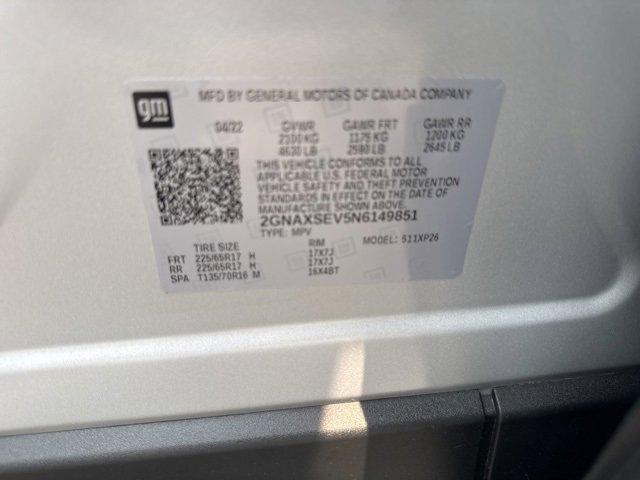 gm
MFD BY GENERAL MOTORS OF CANADA COMPANY
04/22 GVWR GAWR FRT GAWR RR
2100 KG 1175 KG 1200 KG
4630 LB 2590 LB 2645 LB
THIS VEHICLE CONFORMS TO ALL
APPLICABLE U.S. FEDERAL MOTOR
VEHICLE SAFETY AND THEFT PREVENTION
STANDARDS IN EFFECT ON THE DATE OF
MANUFACTURE SHOWN ABOVE.
2GNAXSEV5N6149851
TYPE: MPV MODEL: 511XP26
TIRE SIZE RIM
FRT 225/65R17 H 17X7J
RR 225/65R17 H 17X7J
SPA T135/70R16 M 16X4BT